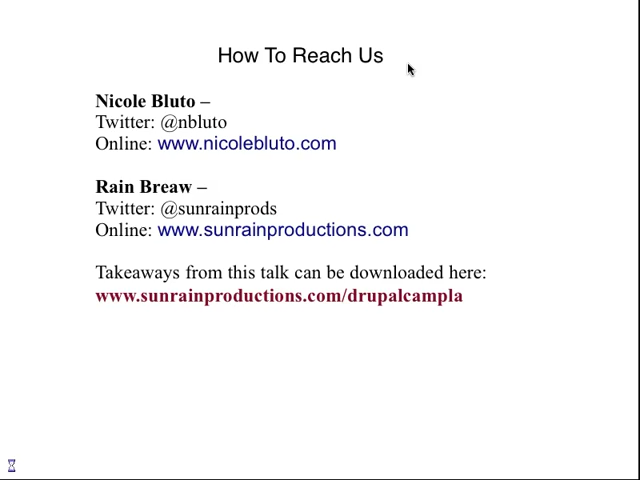 How To Reach Us
Nicole Bluto –
Twitter: @nbluto
Online: www.nicolebluto.com
Rain Breaw –
Twitter: @sunrainprods
Online: www.sunrainproductions.com
Takeaways from this talk can be downloaded here:
www.sunrainproductions.com/drupalcampla